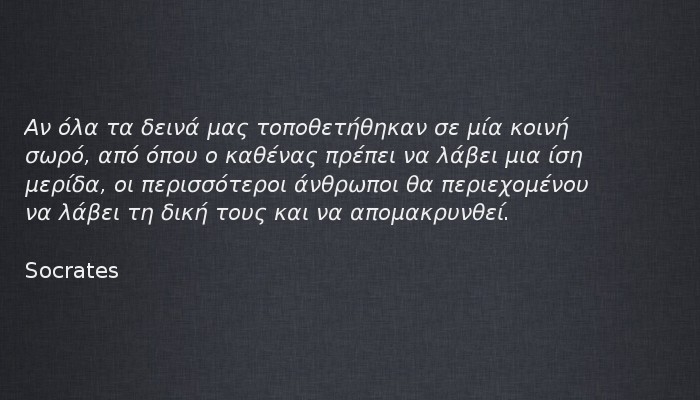 Αν όλα τα δεινά μας τοποθετήθηκαν σε μία κοινή
σωρό, από όπου ο καθένας πρέπει να λάβει μια ίση
μερίδα, οι περισσότεροι άνθρωποι θα περιεχομένου
να λάβει τη δική τους και να απομακρυνθεί.
Socrates